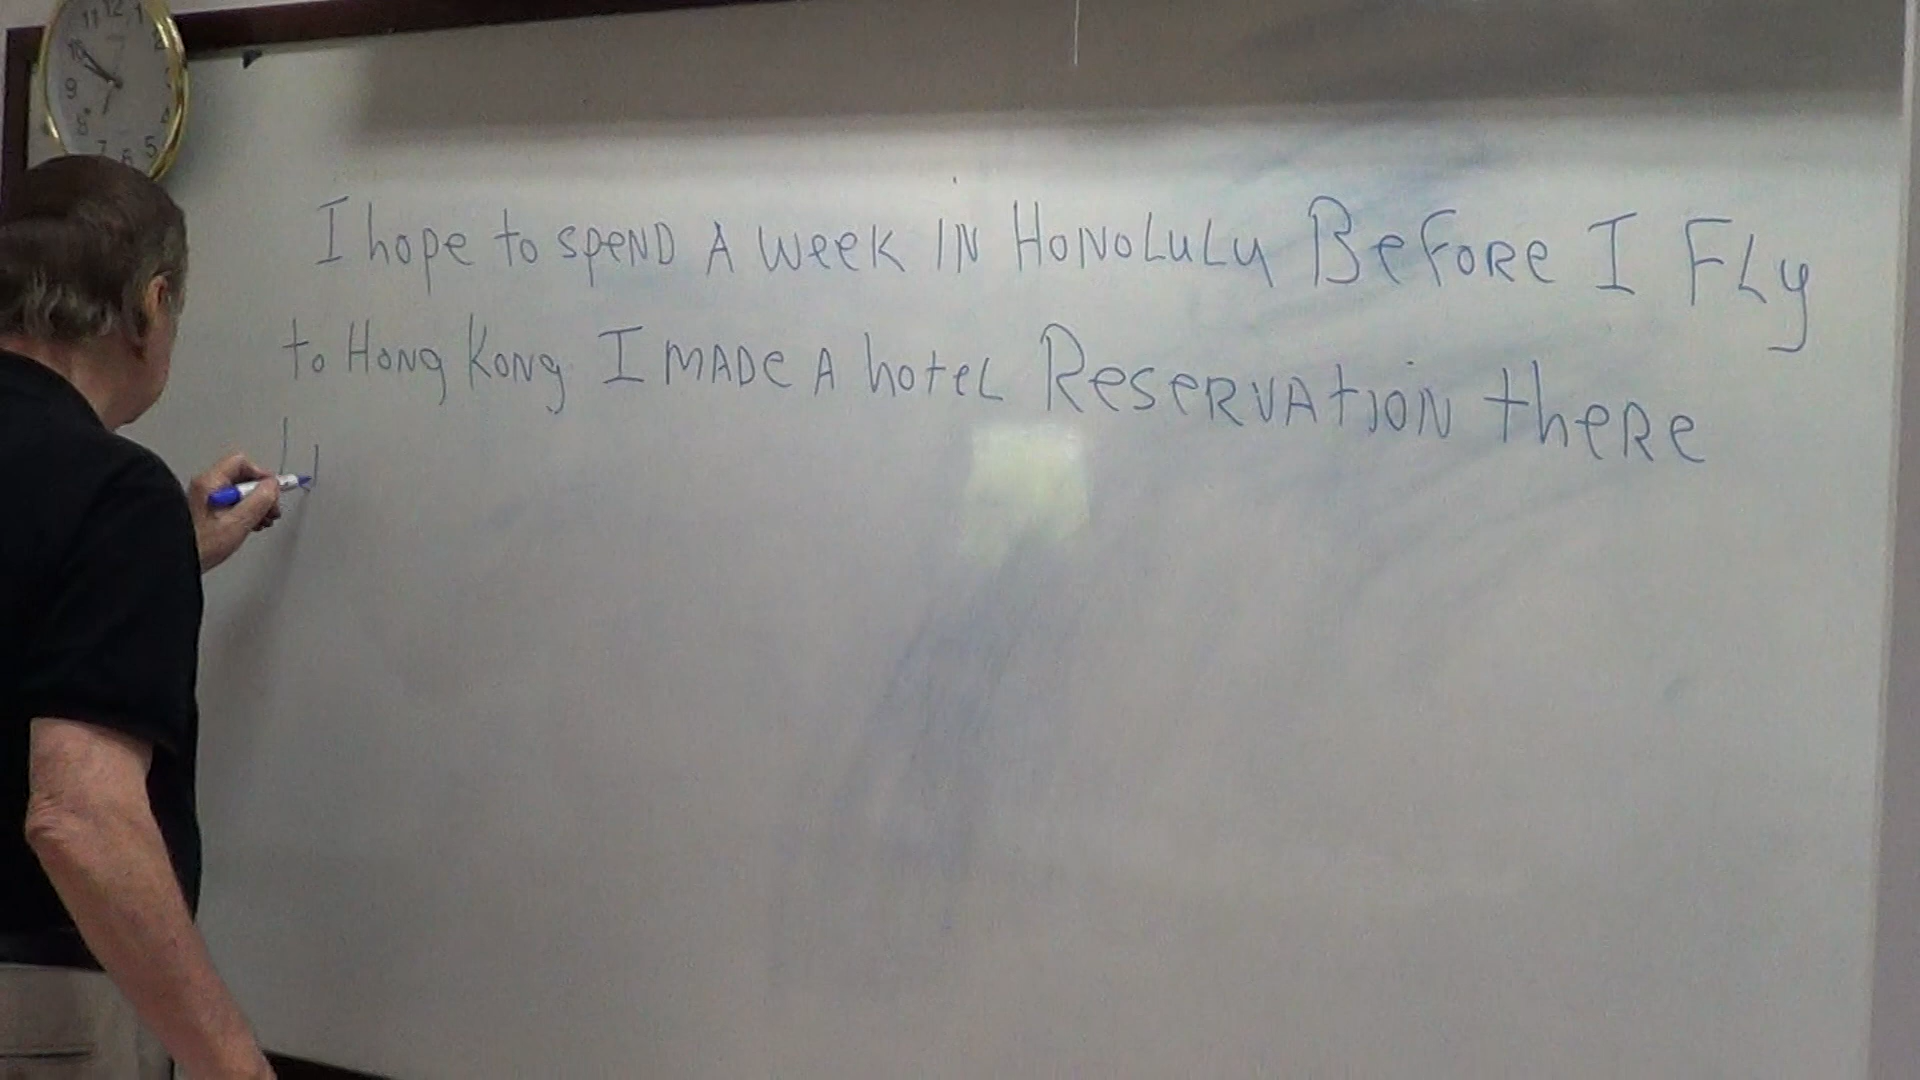 I hope to spend A week IN HoNoLuLu Before I FLy
to Hong Kong. I MADe A hoteL ReseRVAtioN theRe